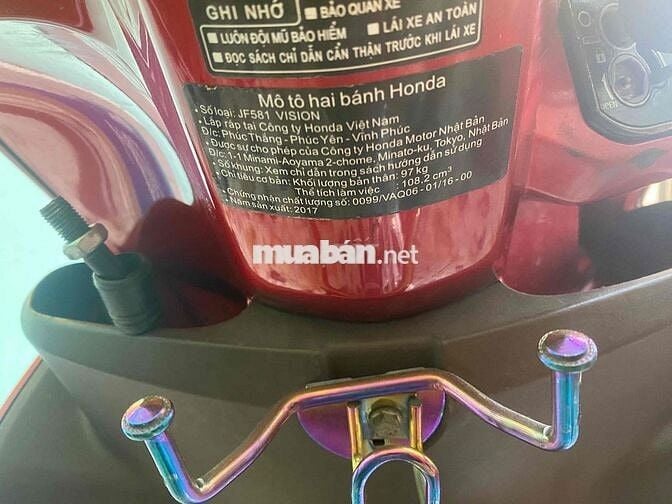 GHI NHỚ
■ BẢO QUẢN XE
■ LUÔN ĐỘI MŨ BẢO HIỂM
■ LÁI XE AN TOÀN
■ ĐỌC SÁCH CHỈ DẪN CẨN THẬN TRƯỚC KHI LÁI XE
Mô tô hai bánh Honda
• Số loại: JF581 VISION
• Lắp ráp tại Công ty Honda Việt Nam
Đ/c: Phúc Thắng - Phúc Yên - Vĩnh Phúc
• Được sự cho phép của Công ty Honda Motor Nhật Bản
Đ/c: 1-1 Minami-Aoyama 2-chome, Minato-ku, Tokyo, Nhật Bản
• Số khung: Xem chỉ dẫn trong sách hướng dẫn sử dụng
• Chỉ tiêu cơ bản: Khối lượng bản thân: 97 kg
Thể tích làm việc : 108,2 cm³
• Chứng nhận chất lượng số: 0099/VAQ06 - 01/16 - 00
• Năm sản xuất: 2017
muaban.net
OPEN